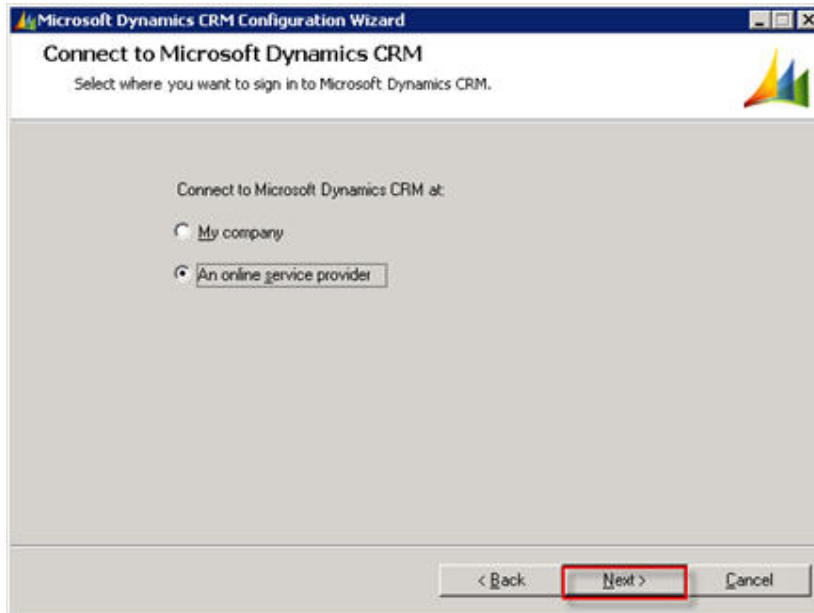 Microsoft Dynamics CRM Configuration Wizard
Connect to Microsoft Dynamics CRM
Select where you want to sign in to Microsoft Dynamics CRM.
Connect to Microsoft Dynamics CRM at:
My company
An online service provider
< Back Next > Cancel